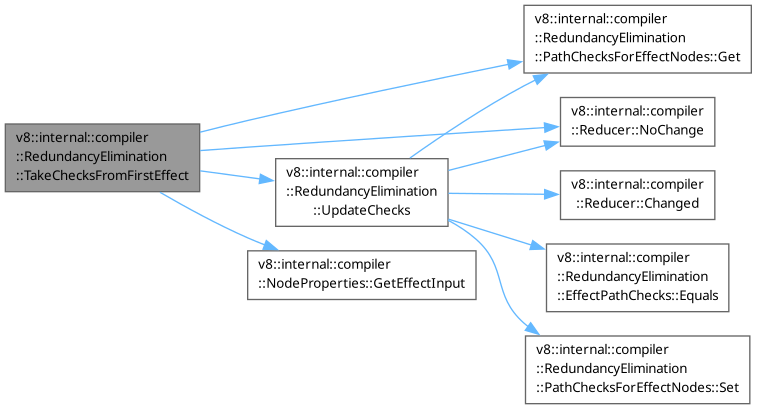 v8::internal::compiler
::RedundancyElimination
::TakeChecksFromFirstEffect
v8::internal::compiler
::RedundancyElimination
::PathChecksForEffectNodes::Get
v8::internal::compiler
::Reducer::NoChange
v8::internal::compiler
::RedundancyElimination
::UpdateChecks
v8::internal::compiler
::Reducer::Changed
v8::internal::compiler
::NodeProperties::GetEffectInput
v8::internal::compiler
::RedundancyElimination
::EffectPathChecks::Equals
v8::internal::compiler
::RedundancyElimination
::PathChecksForEffectNodes::Set